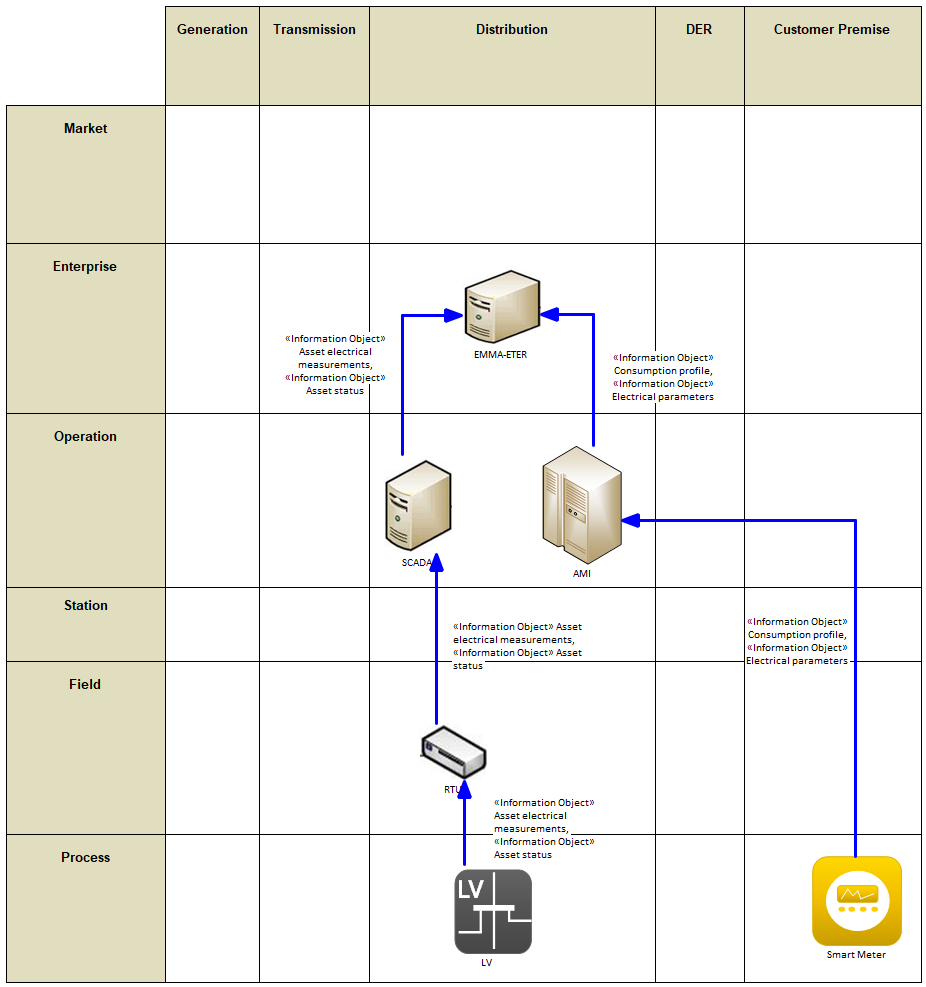 Generation
Transmission
Distribution
DER
Customer Premise
Market
Enterprise
EMMA-ETER
«Information Object»
Asset electrical
measurements,
«Information Object»
Asset status
«Information Object»
Consumption profile,
«Information Object»
Electrical parameters
Operation
SCADA
AMI
Station
«Information Object» Asset
electrical measurements,
«Information Object» Asset
status
«Information Object»
Consumption profile,
«Information Object»
Electrical parameters
Field
RTU
«Information Object»
Asset electrical
measurements,
«Information Object»
Asset status
Process
LV
LV
Smart Meter